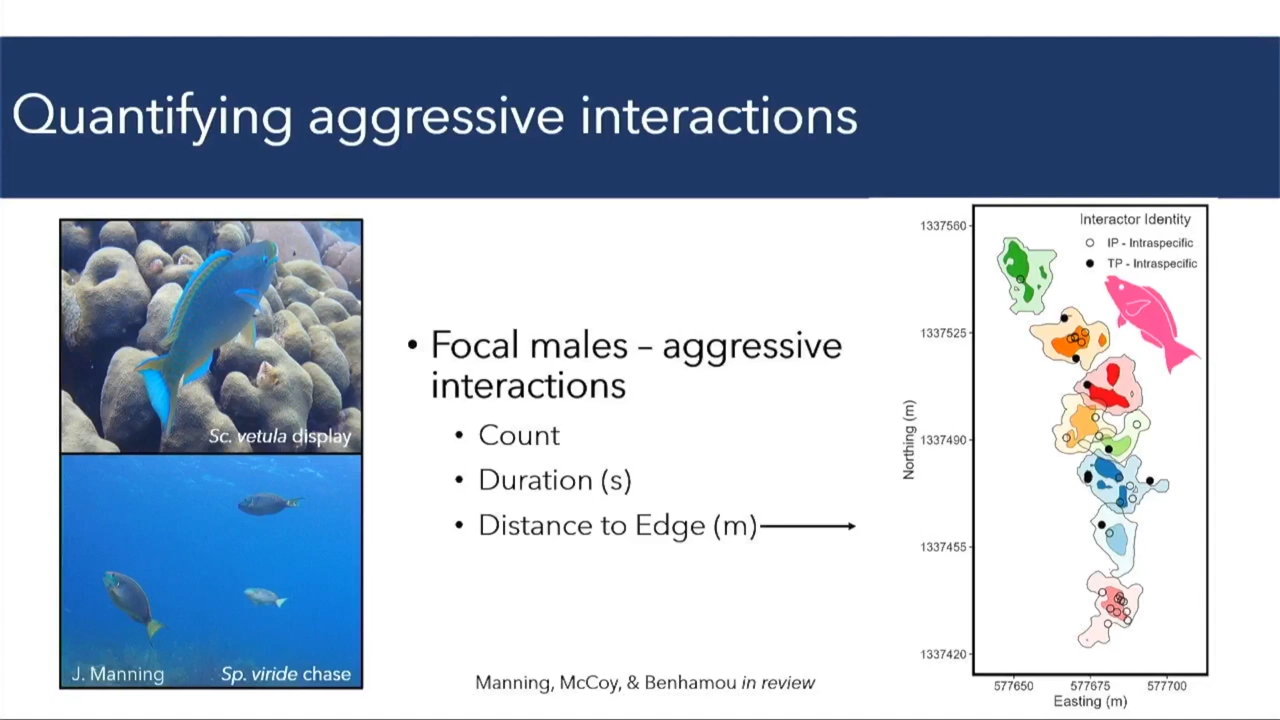 Quantifying aggressive interactions
Sc. vetula display
J. Manning
Sp. viride chase
• Focal males – aggressive
interactions
• Count
• Duration (s)
• Distance to Edge (m)
Manning, McCoy, & Benhamou in review
Interactor Identity
IP - Intraspecific
TP - Intraspecific
Northing (m)
1337560
1337525
1337490
1337455
1337420
577650 577675 577700
Easting (m)